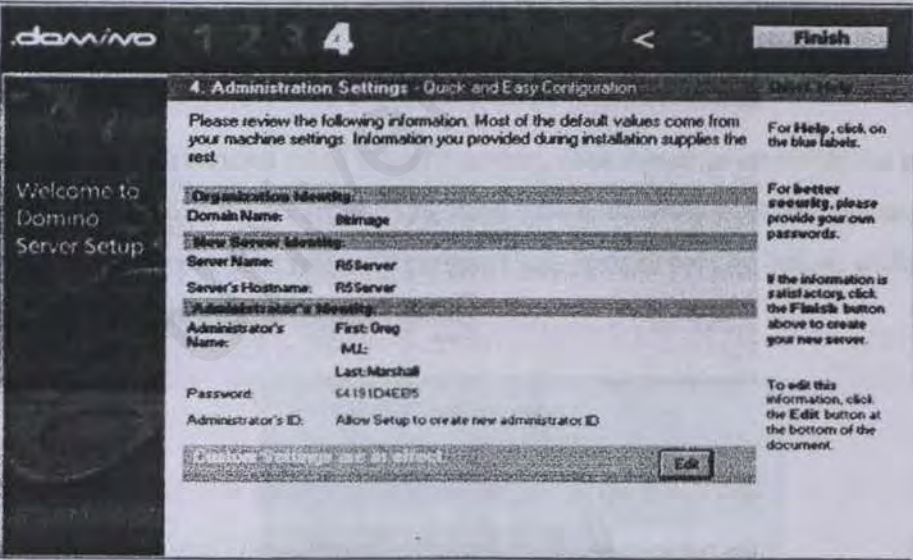 .domino
1 2 3 4
<
>
Finish
4. Administration Settings - Quick and Easy Configuration
Quick Help
Please review the following information. Most of the default values come from
your machine settings. Information you provided during installation supplies the
rest.
Welcome to
Domino
Server Setup
Organization Identity:
Domain Name: Bkimage
New Server Identity:
Server Name: R5Server
Server's Hostname: R5Server
Administrator's Identity:
Administrator's
Name:
First: Greg
M.I.:
Last: Marshall
Password:
Administrator's ID: Allow Setup to create new administrator ID
Custom Settings are in effect
Edit
For Help, click on
the blue labels.
For better
security, please
provide your own
passwords.
If the information is
satisfactory, click
the Finish button
above to create
your new server.
To edit this
information, click
the Edit button at
the bottom of the
document.